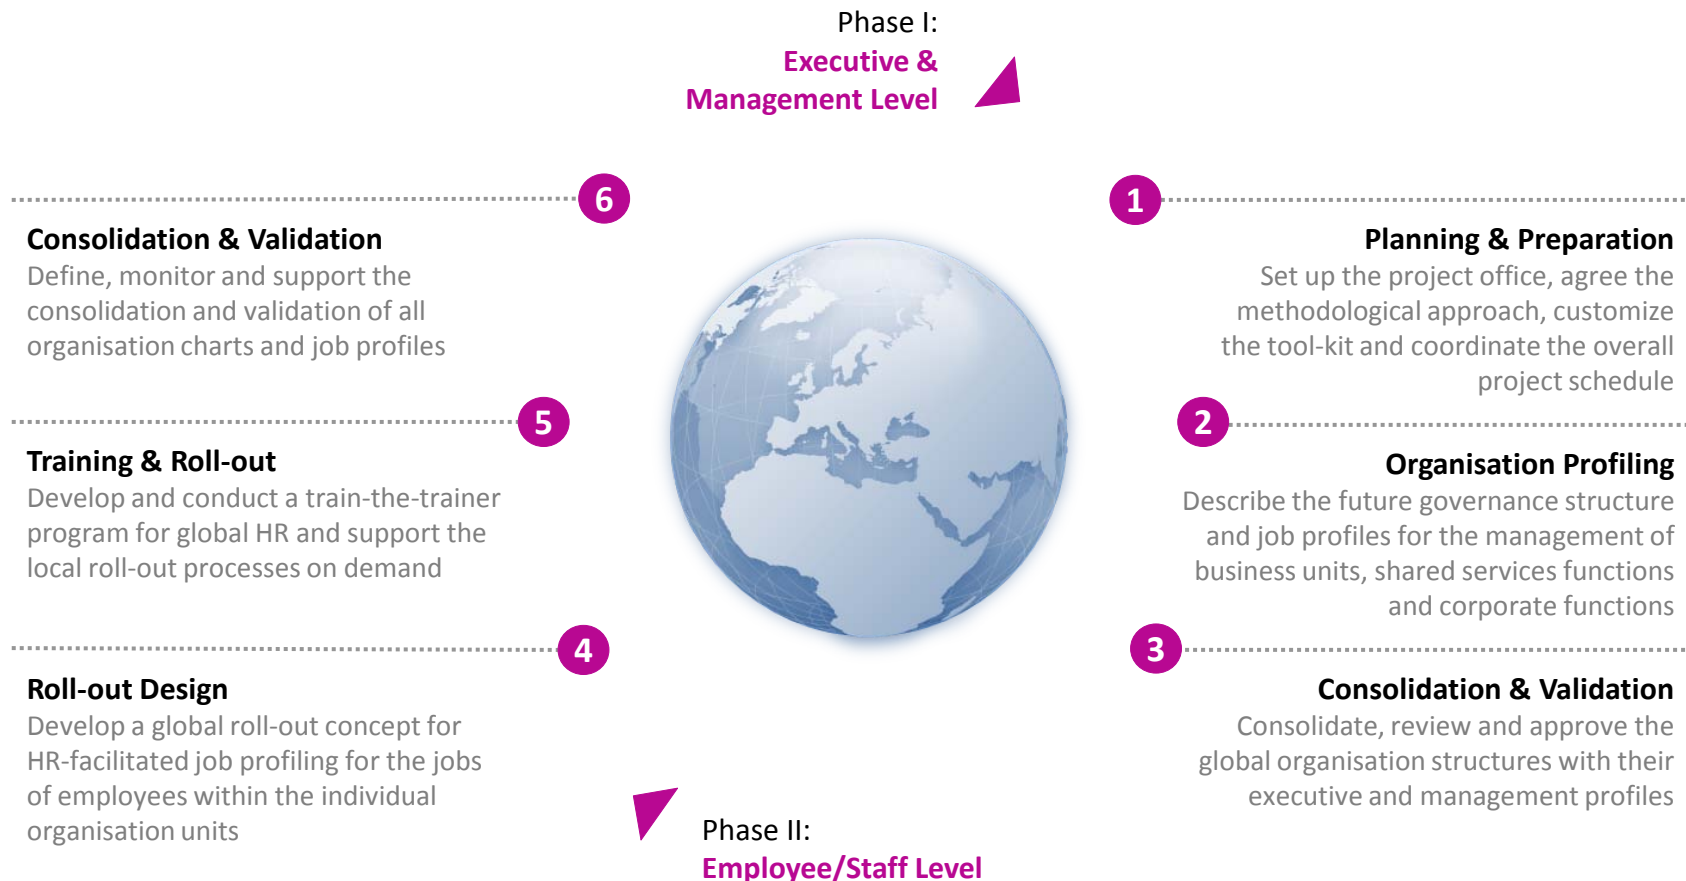 Phase I:
Executive &
Management Level
1
Planning & Preparation
Set up the project office, agree the
methodological approach, customize
the tool-kit and coordinate the overall
project schedule
2
Organisation Profiling
Describe the future governance structure
and job profiles for the management of
business units, shared services functions
and corporate functions
3
Consolidation & Validation
Consolidate, review and approve the
global organisation structures with their
executive and management profiles
Phase II:
Employee/Staff Level
4
Roll-out Design
Develop a global roll-out concept for
HR-facilitated job profiling for the jobs
of employees within the individual
organisation units
5
Training & Roll-out
Develop and conduct a train-the-trainer
program for global HR and support the
local roll-out processes on demand
6
Consolidation & Validation
Define, monitor and support the
consolidation and validation of all
organisation charts and job profiles